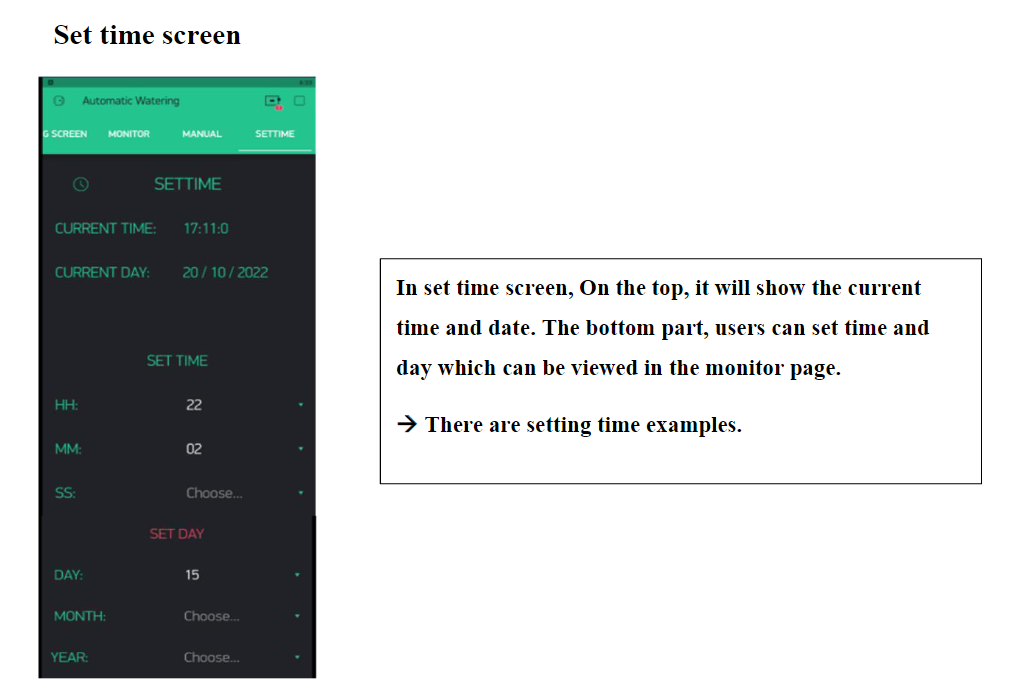 Set time screen
6:33
Automatic Watering
G SCREEN MONITOR MANUAL SETTIME
SETTIME
CURRENT TIME: 17:11:0
CURRENT DAY: 20 / 10 / 2022
SET TIME
HH: 22
MM: 02
SS: Choose...
SET DAY
DAY: 15
MONTH: Choose...
YEAR: Choose...
In set time screen, On the top, it will show the current
time and date. The bottom part, users can set time and
day which can be viewed in the monitor page.
→ There are setting time examples.